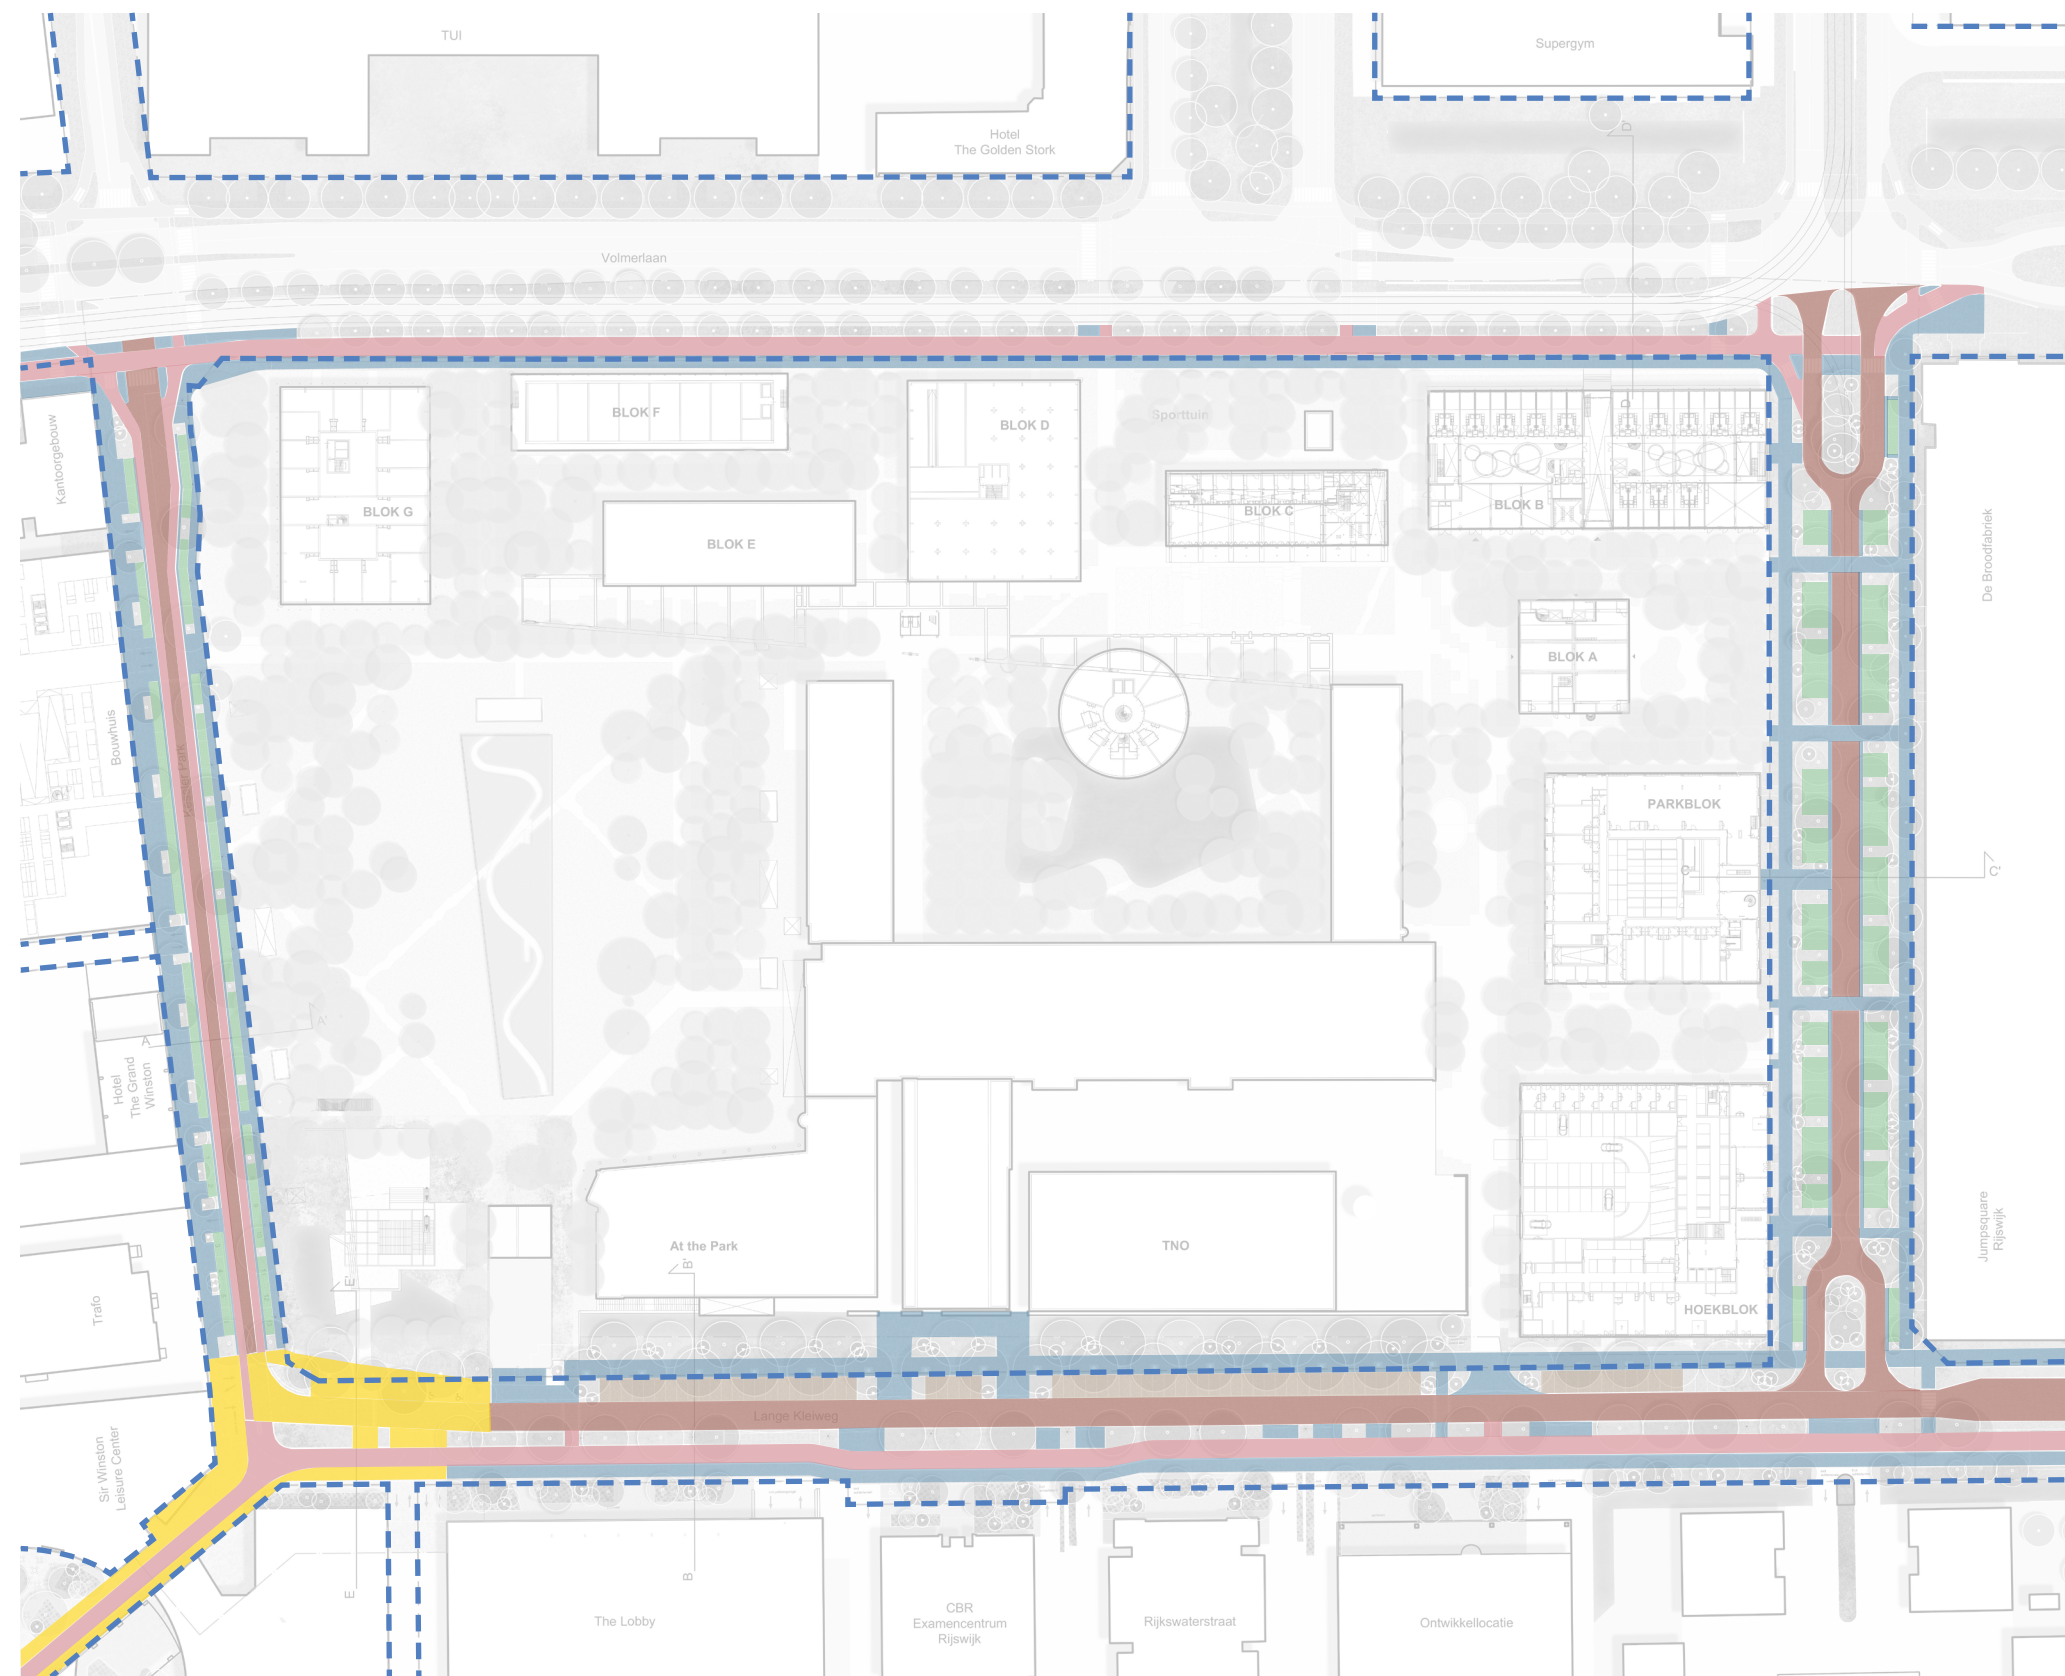 TUI
Supergym
Hotel
The Golden Stork
D'
Volmerlaan
D
BLOK F
BLOK D
Sporttuin
BLOK G
BLOK C
BLOK B
Kantoorgebouw
BLOK E
De Broodfabriek
BLOK A
Bouwhuis
Kessler Park
PARKBLOK
C
C'
A'
A
Hotel
The Grand
Winston
At the Park
TNO
B'
E'
Jumpsquare
Rijswijk
HOEKBLOK
Trafo
Lange Kleiweg
Sir Winston
Leisure Center
E
B
The Lobby
CBR
Examencentrum
Rijswijk
Rijkswaterstraat
Ontwikkellocatie